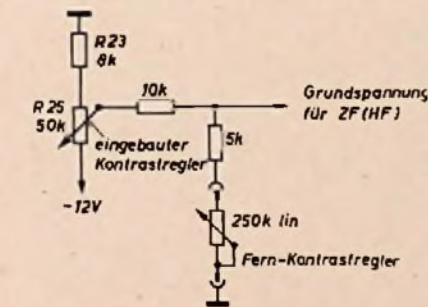 R23
8k
10k
Grundspannung
für ZF(HF)
R25
50k
eingebauter
Kontrastregler
5k
-12V
250k lin
Fern-Kontrastregler